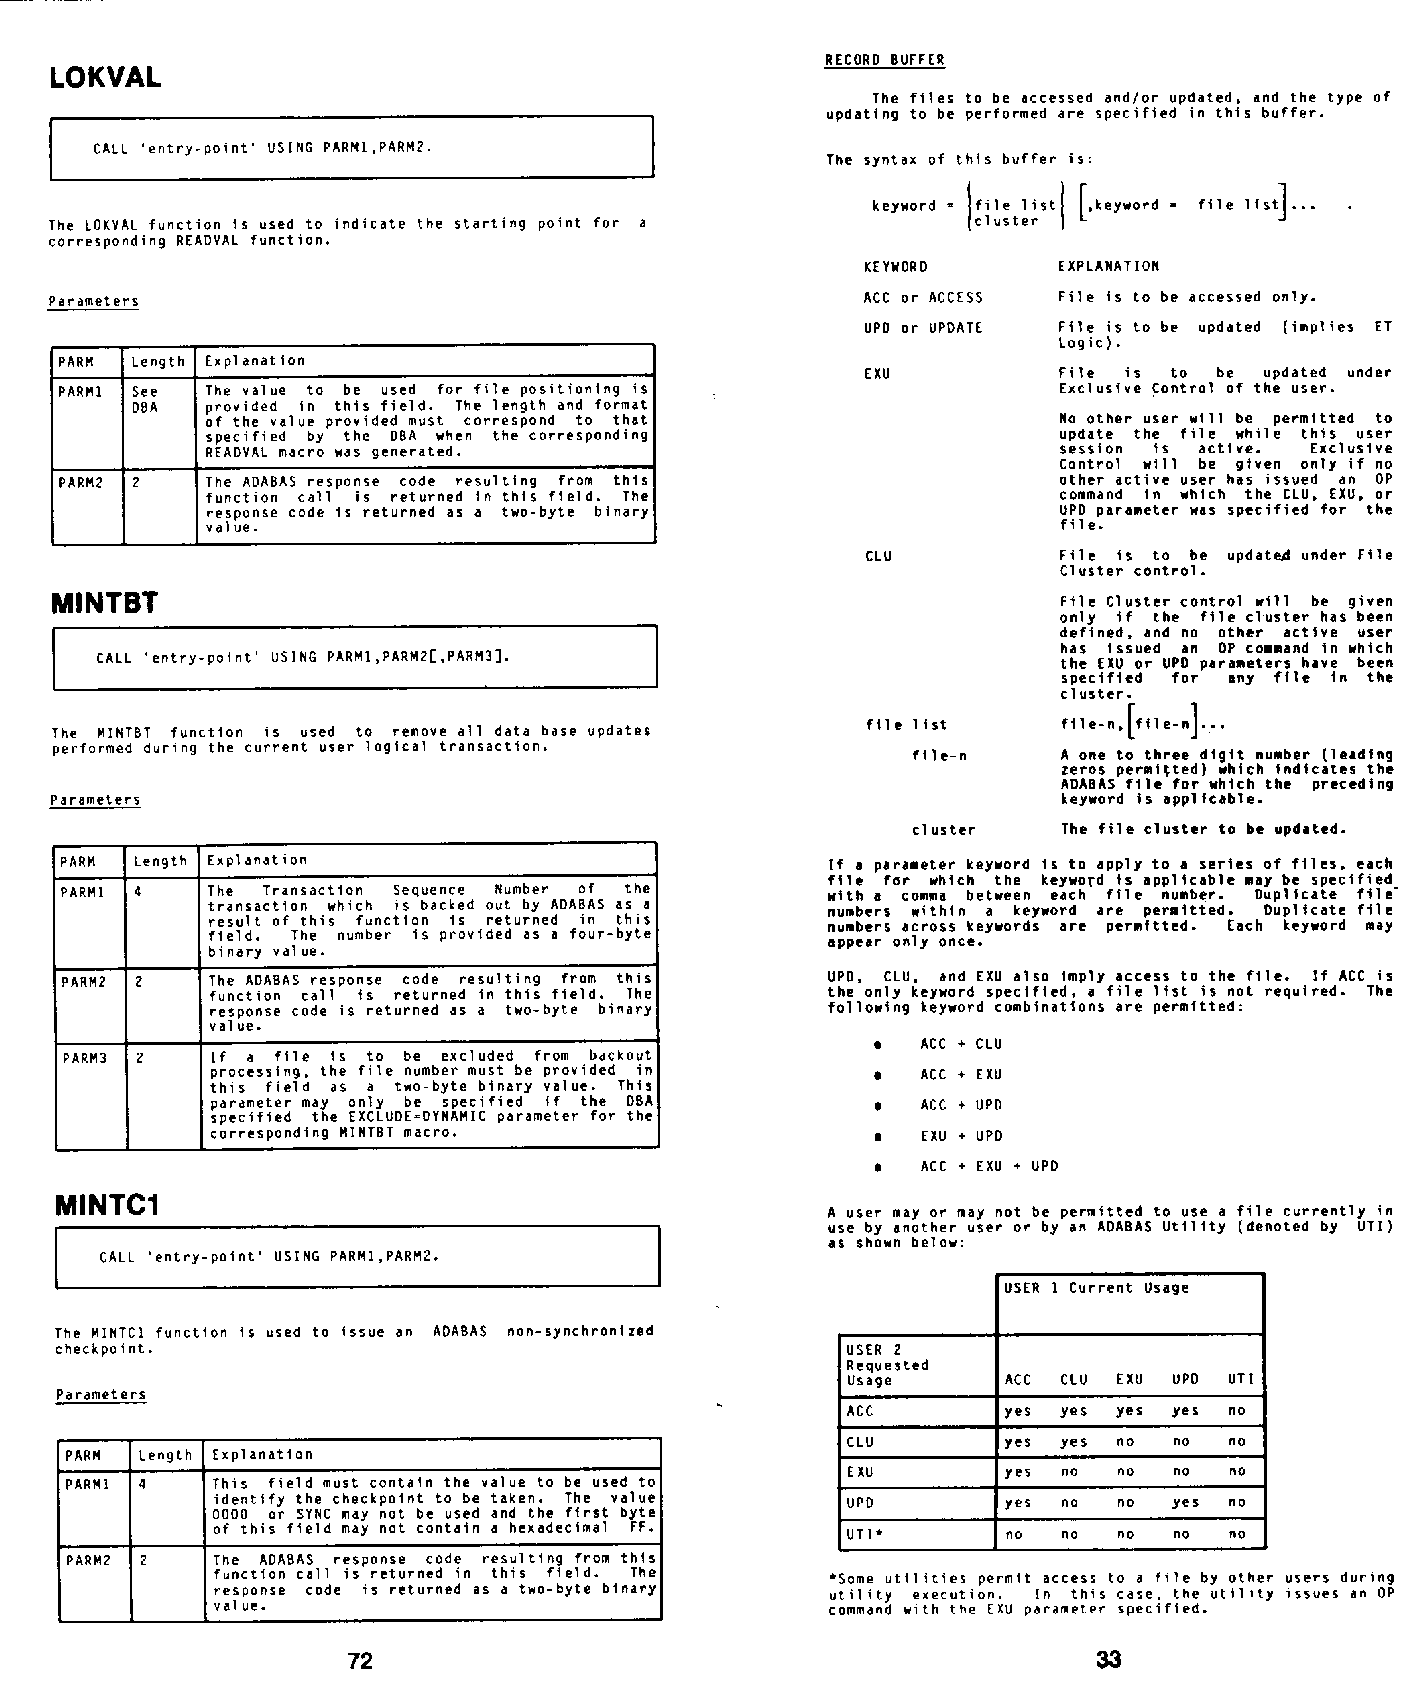 LOKVAL
CALL 'entry-point' USING PARM1,PARM2.
The LOKVAL function is used to indicate the starting point for a
corresponding READVAL function.
Parameters
PARM Length Explanation
PARM1 See The value to be used for file positioning is
DBA provided in this field. The length and format
of the value provided must correspond to that
specified by the DBA when the corresponding
READVAL macro was generated.
PARM2 2 The ADABAS response code resulting from this
function call is returned in this field. The
response code is returned as a two-byte binary
value.
MINTBT
CALL 'entry-point' USING PARM1,PARM2[,PARM3].
The MINTBT function is used to remove all data base updates
performed during the current user logical transaction.
Parameters
PARM Length Explanation
PARM1 4 The Transaction Sequence Number of the
transaction which is backed out by ADABAS as a
result of this function is returned in this
field. The number is provided as a four-byte
binary value.
PARM2 2 The ADABAS response code resulting from this
function call is returned in this field. The
response code is returned as a two-byte binary
value.
PARM3 2 If a file is to be excluded from backout
processing, the file number must be provided in
this field as a two-byte binary value. This
parameter may only be specified if the DBA
specified the EXCLUDE=DYNAMIC parameter for the
corresponding MINTBT macro.
MINTC1
CALL 'entry-point' USING PARM1,PARM2.
The MINTC1 function is used to issue an ADABAS non-synchronized
checkpoint.
Parameters
PARM Length Explanation
PARM1 4 This field must contain the value to be used to
identify the checkpoint to be taken. The value
0000 or SYNC may not be used and the first byte
of this field may not contain a hexadecimal FF.
PARM2 2 The ADABAS response code resulting from this
function call is returned in this field. The
response code is returned as a two-byte binary
value.
72
RECORD BUFFER
The files to be accessed and/or updated, and the type of
updating to be performed are specified in this buffer.
The syntax of this buffer is:
keyword = {file list} [,keyword = file list]... .
{cluster }
KEYWORD EXPLANATION
ACC or ACCESS File is to be accessed only.
UPD or UPDATE File is to be updated (implies ET
Logic).
EXU File is to be updated under
Exclusive Control of the user.
No other user will be permitted to
update the file while this user
session is active. Exclusive
Control will be given only if no
other active user has issued an OP
command in which the CLU, EXU, or
UPD parameter was specified for the
file.
CLU File is to be updated under File
Cluster control.
File Cluster control will be given
only if the file cluster has been
defined, and no other active user
has issued an OP command in which
the EXU or UPD parameters have been
specified for any file in the
cluster.
file list file-n,[file-n]...
file-n A one to three digit number (leading
zeros permitted) which indicates the
ADABAS file for which the preceding
keyword is applicable.
cluster The file cluster to be updated.
If a parameter keyword is to apply to a series of files, each
file for which the keyword is applicable may be specified
with a comma between each file number. Duplicate file
numbers within a keyword are permitted. Duplicate file
numbers across keywords are permitted. Each keyword may
appear only once.
UPD, CLU, and EXU also imply access to the file. If ACC is
the only keyword specified, a file list is not required. The
following keyword combinations are permitted:
• ACC + CLU
• ACC + EXU
• ACC + UPD
• EXU + UPD
• ACC + EXU + UPD
A user may or may not be permitted to use a file currently in
use by another user or by an ADABAS Utility (denoted by UTI)
as shown below:
USER 1 Current Usage
USER 2
Requested
Usage ACC CLU EXU UPD UTI
ACC yes yes yes yes no
CLU yes yes no no no
EXU yes no no no no
UPD yes no no yes no
UTI* no no no no no
*Some utilities permit access to a file by other users during
utility execution. In this case, the utility issues an OP
command with the EXU parameter specified.
33